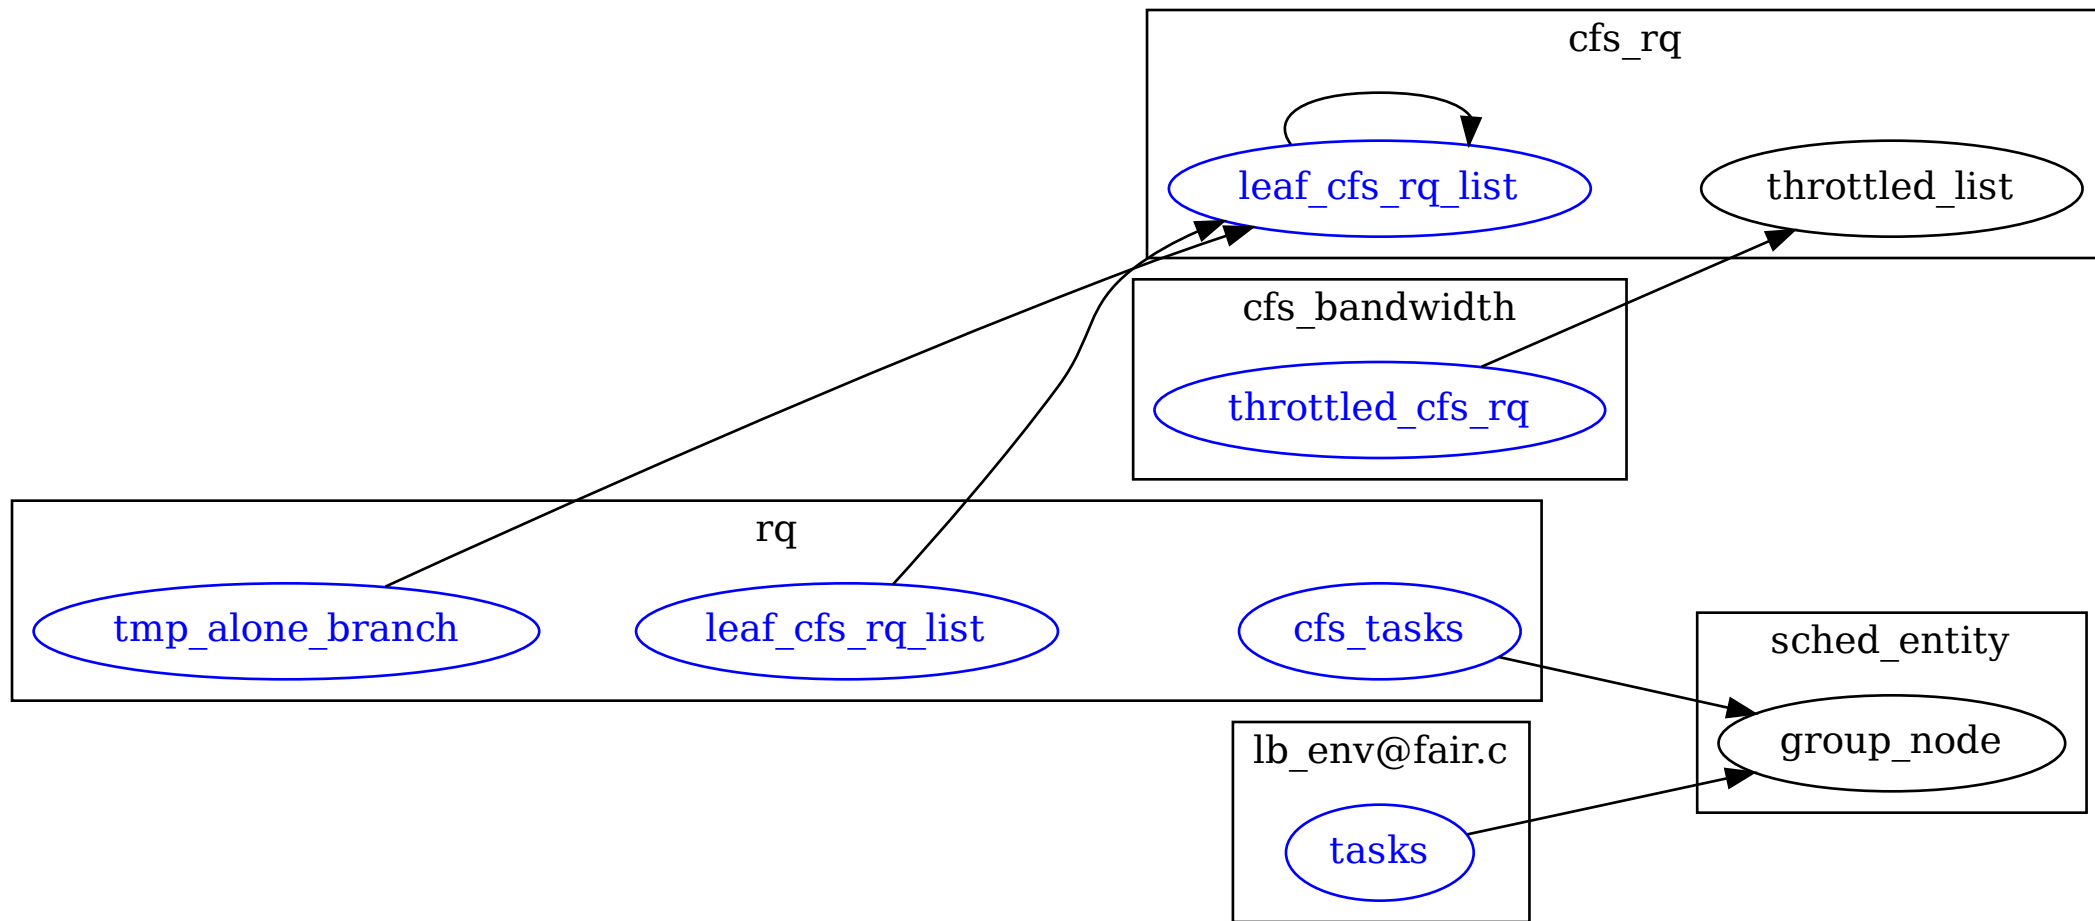 cfs_rq
leaf_cfs_rq_list
throttled_list
cfs_bandwidth
throttled_cfs_rq
rq
tmp_alone_branch
leaf_cfs_rq_list
cfs_tasks
sched_entity
group_node
lb_env@fair.c
tasks